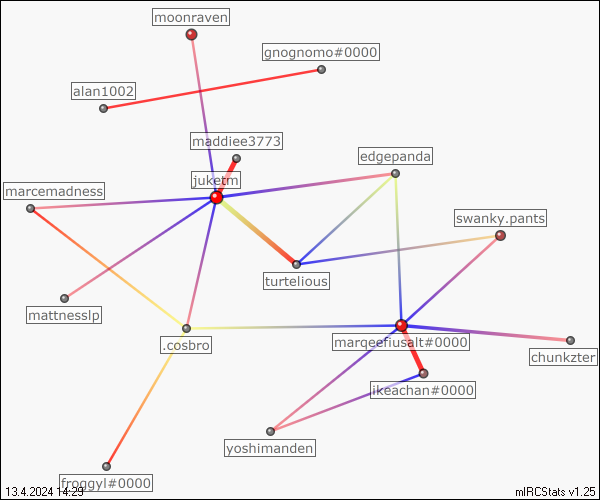 moonraven
gnognomo#0000
alan1002
maddiee3773
edgepanda
juketm
marcemadness
swanky.pants
turtelious
mattnesslp
.cosbro
marqeefiusalt#0000
chunkzter
ikeachan#0000
yoshimanden
froggyl#0000
13.4.2024 14:29
mIRCStats v1.25